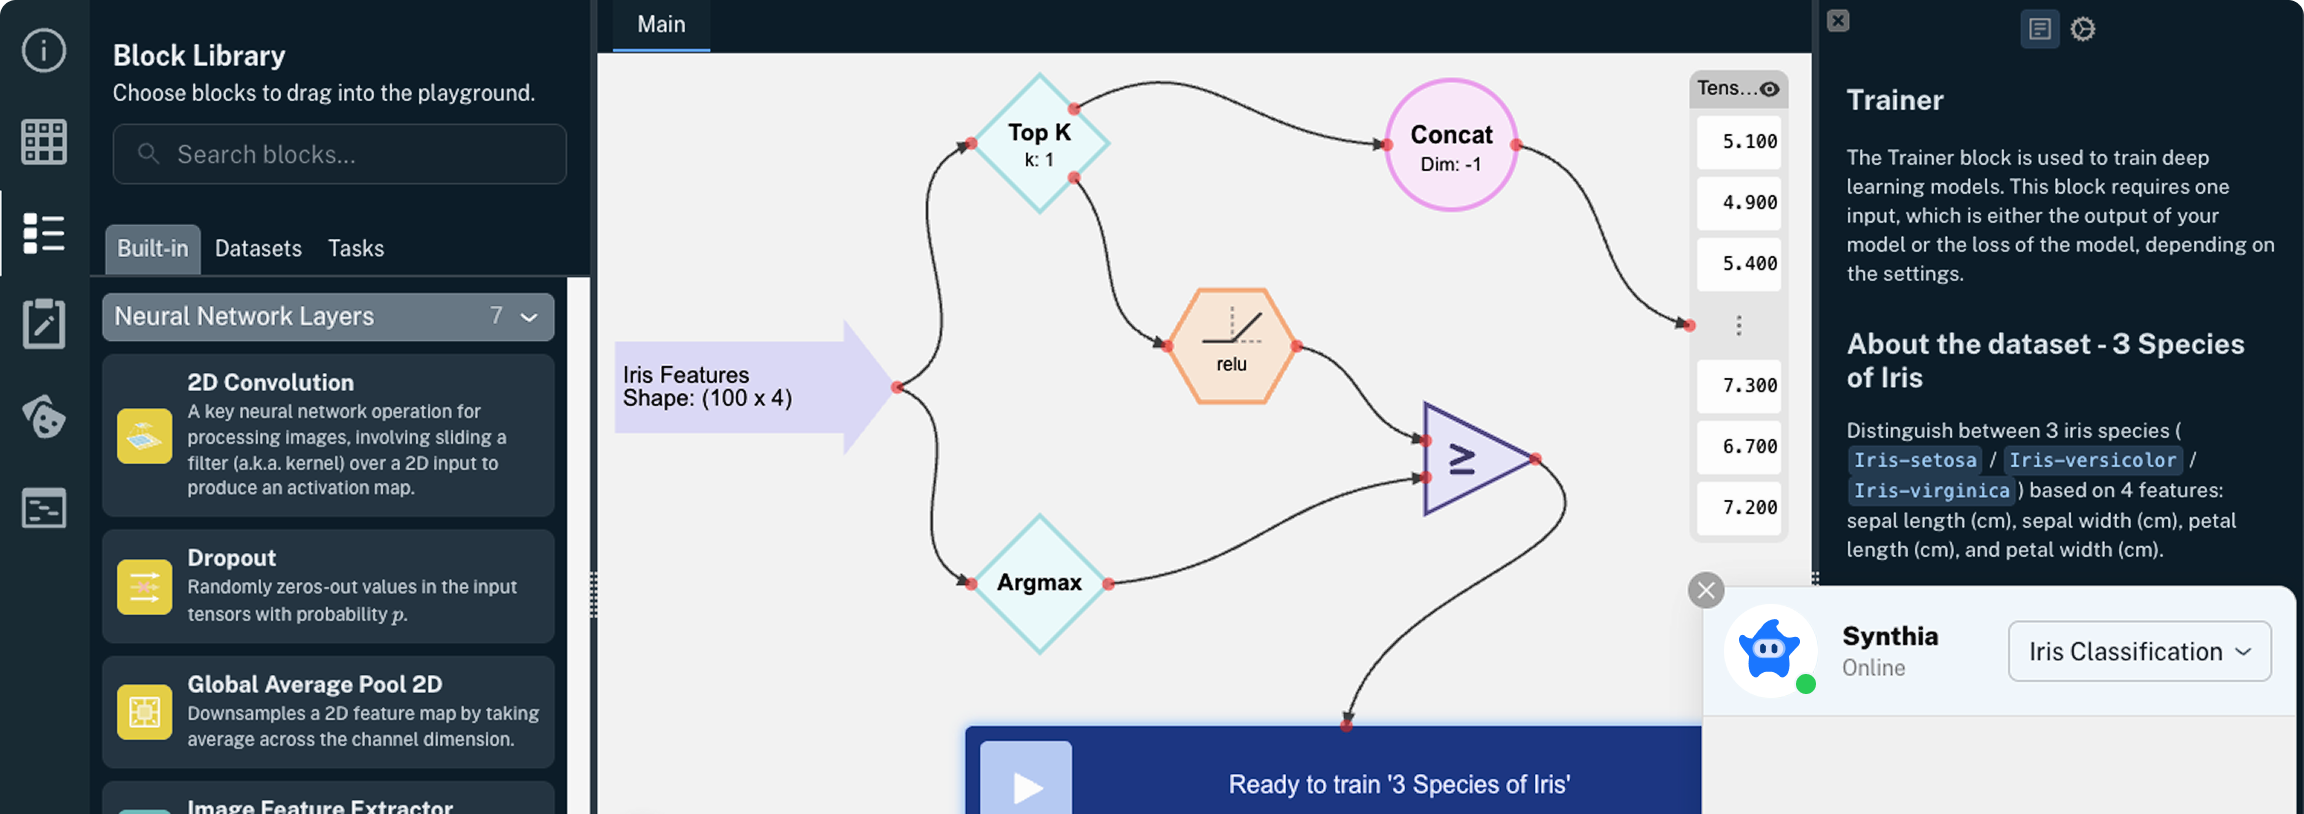 Block Library
Choose blocks to drag into the playground.
Search blocks...
Built-in Datasets Tasks
Neural Network Layers 7
2D Convolution
A key neural network operation for
processing images, involving sliding a
filter (a.k.a. kernel) over a 2D input to
produce an activation map.
Dropout
Randomly zeros-out values in the input
tensors with probability p.
Global Average Pool 2D
Downsamples a 2D feature map by taking
average across the channel dimension.
Image Feature Extractor
Main
Iris Features
Shape: (100 x 4)
Top K
k: 1
Concat
Dim: -1
relu
≥
Argmax
Tens...
5.100
4.900
5.400
⋮
7.300
6.700
7.200
Ready to train '3 Species of Iris'
Trainer
The Trainer block is used to train deep
learning models. This block requires one
input, which is either the output of your
model or the loss of the model, depending on
the settings.
About the dataset - 3 Species
of Iris
Distinguish between 3 iris species (
Iris-setosa / Iris-versicolor /
Iris-virginica ) based on 4 features:
sepal length (cm), sepal width (cm), petal
length (cm), and petal width (cm).
Synthia
Online
Iris Classification